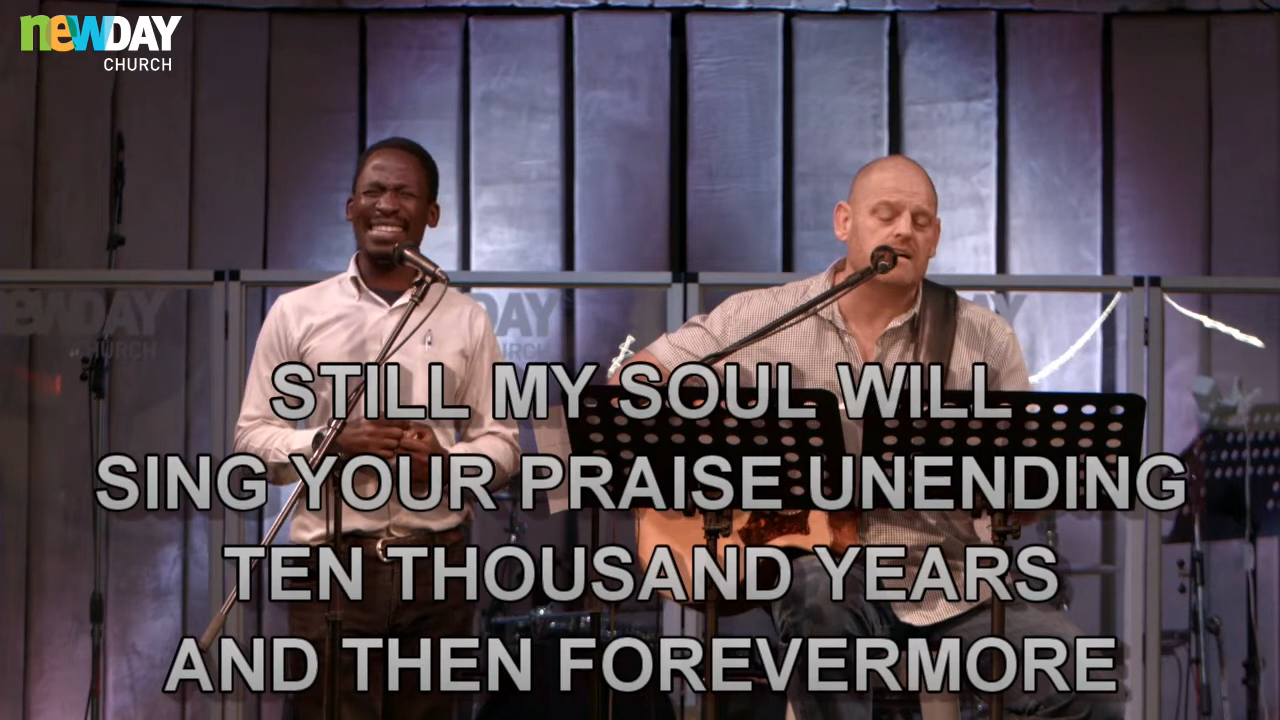 newDAY
CHURCH
STILL MY SOUL WILL
SING YOUR PRAISE UNENDING
TEN THOUSAND YEARS
AND THEN FOREVERMORE